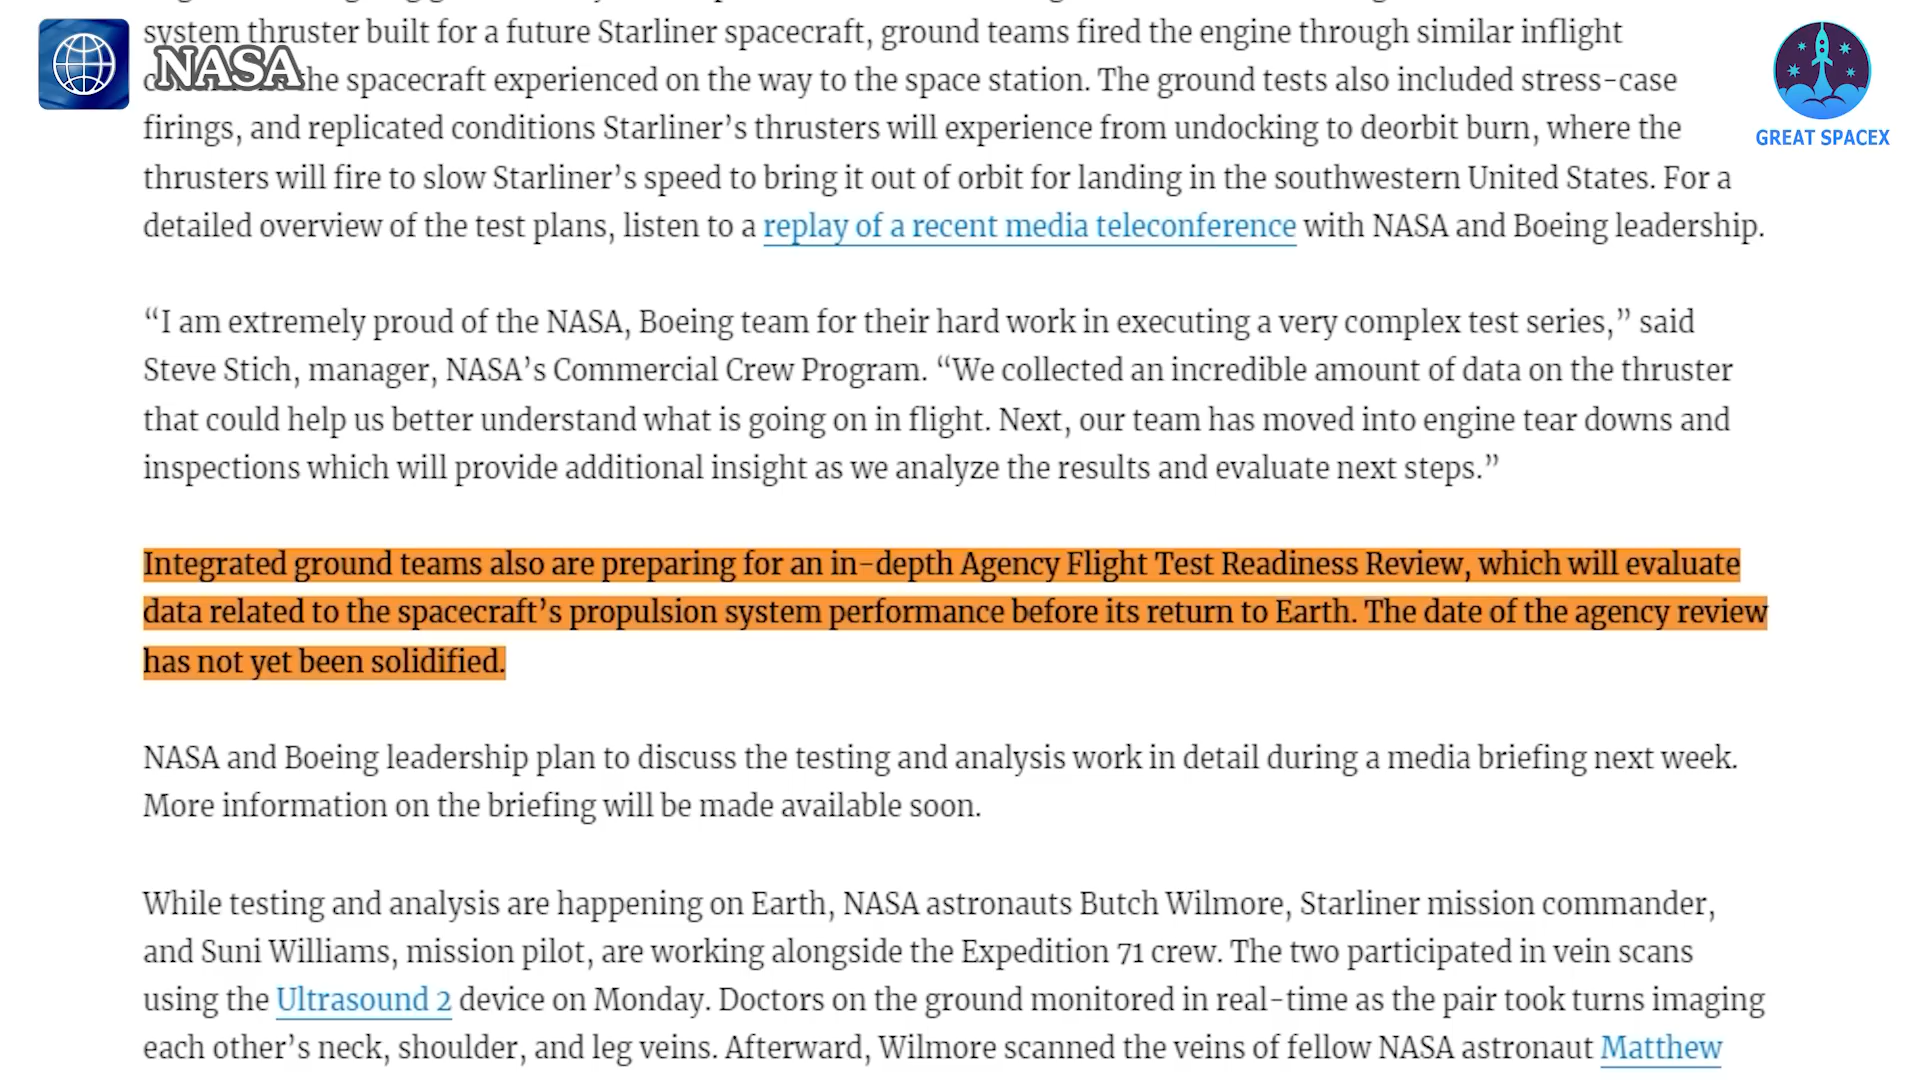 system thruster built for a future Starliner spacecraft, ground teams fired the engine through similar inflight
NASA
the spacecraft experienced on the way to the space station. The ground tests also included stress-case
GREAT SPACEX
firings, and replicated conditions Starliner’s thrusters will experience from undocking to deorbit burn, where the
thrusters will fire to slow Starliner’s speed to bring it out of orbit for landing in the southwestern United States. For a
detailed overview of the test plans, listen to a replay of a recent media teleconference with NASA and Boeing leadership.
“I am extremely proud of the NASA, Boeing team for their hard work in executing a very complex test series,” said
Steve Stich, manager, NASA’s Commercial Crew Program. “We collected an incredible amount of data on the thruster
that could help us better understand what is going on in flight. Next, our team has moved into engine tear downs and
inspections which will provide additional insight as we analyze the results and evaluate next steps.”
Integrated ground teams also are preparing for an in-depth Agency Flight Test Readiness Review, which will evaluate
data related to the spacecraft’s propulsion system performance before its return to Earth. The date of the agency review
has not yet been solidified.
NASA and Boeing leadership plan to discuss the testing and analysis work in detail during a media briefing next week.
More information on the briefing will be made available soon.
While testing and analysis are happening on Earth, NASA astronauts Butch Wilmore, Starliner mission commander,
and Suni Williams, mission pilot, are working alongside the Expedition 71 crew. The two participated in vein scans
using the Ultrasound 2 device on Monday. Doctors on the ground monitored in real-time as the pair took turns imaging
each other’s neck, shoulder, and leg veins. Afterward, Wilmore scanned the veins of fellow NASA astronaut Matthew